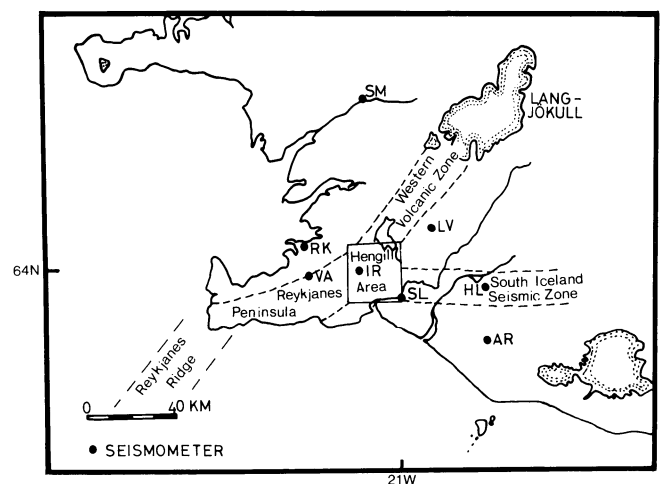 SM
LANG-
JÖKULL
Western
Volcanic Zone
LV
RK
Hengill
64N
VA
IR
HL
South Iceland
Reykjanes
Area
SL
Seismic Zone
Peninsula
AR
Reykjanes
Ridge
0 40 KM
SEISMOMETER
21W